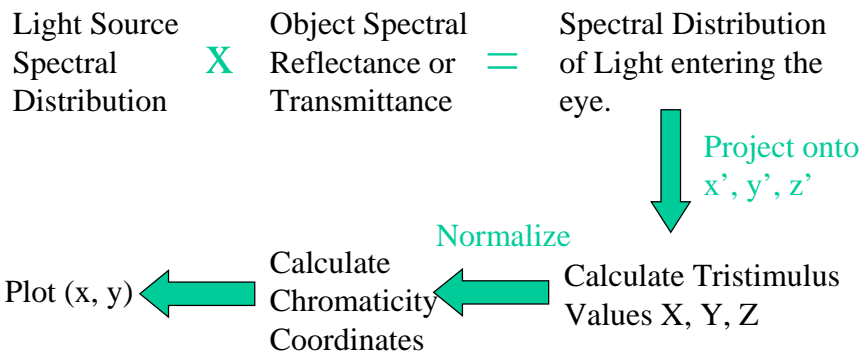 Light Source
Spectral
Distribution
x
Object Spectral
Reflectance or
Transmittance
=
Spectral Distribution
of Light entering the
eye.
Project onto
x’, y’, z’
Calculate Tristimulus
Values X, Y, Z
Normalize
Calculate
Chromaticity
Coordinates
Plot (x, y)